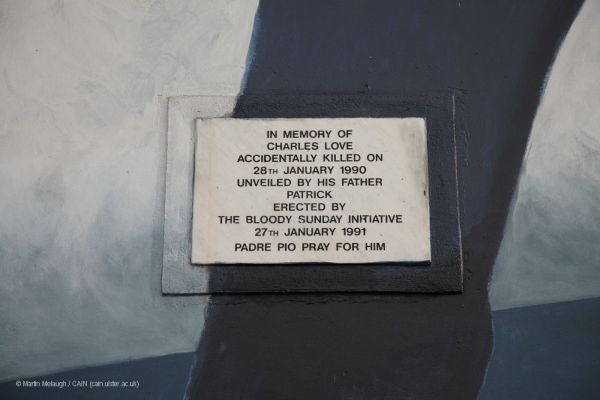 IN MEMORY OF
CHARLES LOVE
ACCIDENTALLY KILLED ON
28TH JANUARY 1990
UNVEILED BY HIS FATHER
PATRICK
ERECTED BY
THE BLOODY SUNDAY INITIATIVE
27TH JANUARY 1991
PADRE PIO PRAY FOR HIM
© Martin Melaugh / CAIN (cain.ulster.ac.uk)